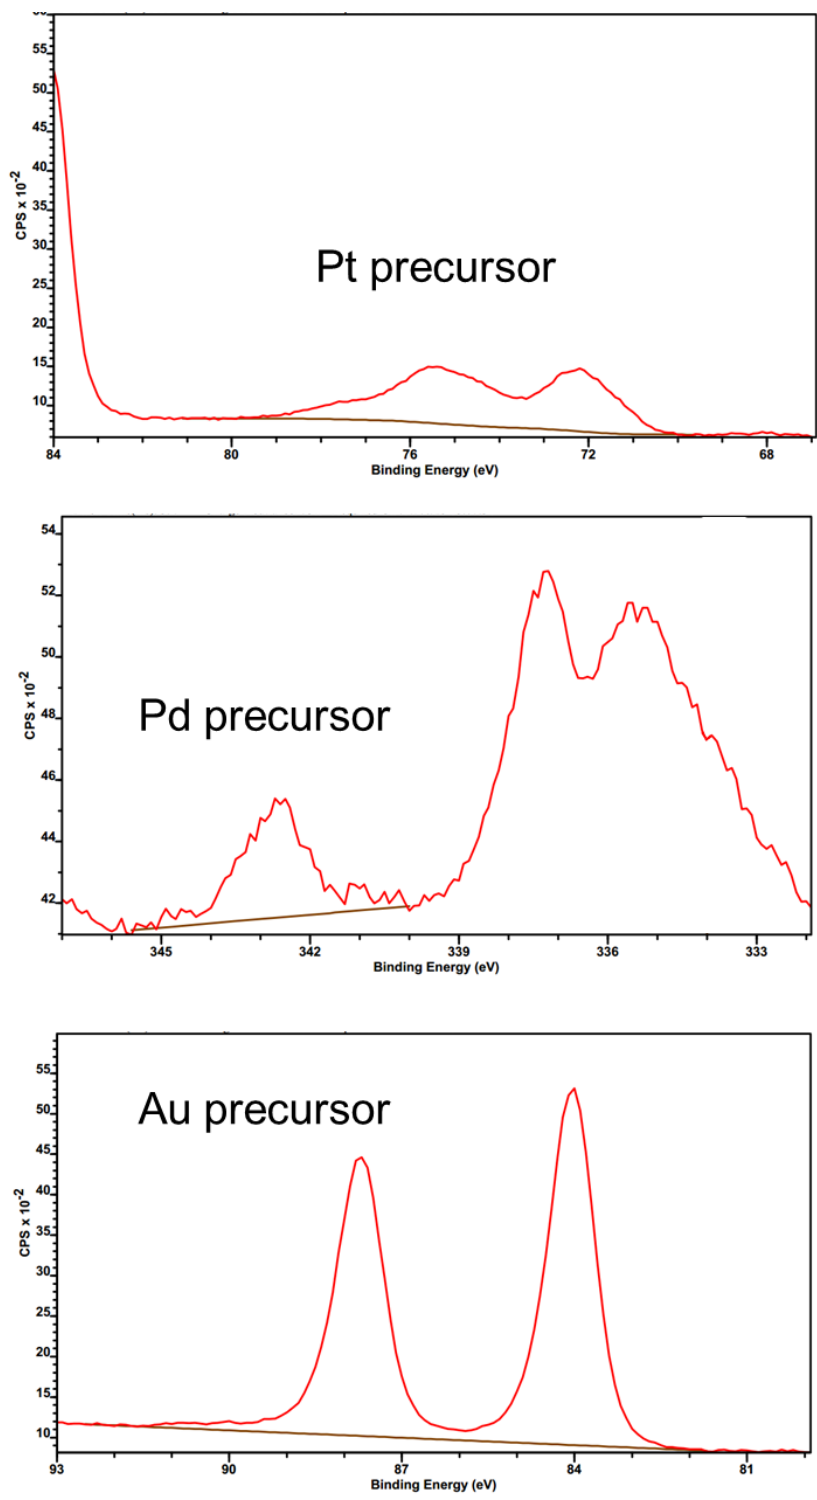 60
55
50
45
40
35
30
25
20
15
10
CPS x 10⁻²
Pt precursor
84 80 76 72 68
Binding Energy (eV)
54
52
50
48
46
44
42
CPS x 10⁻²
Pd precursor
345 342 339 336 333
Binding Energy (eV)
55
50
45
40
35
30
25
20
15
10
CPS x 10⁻²
Au precursor
93 90 87 84 81
Binding Energy (eV)